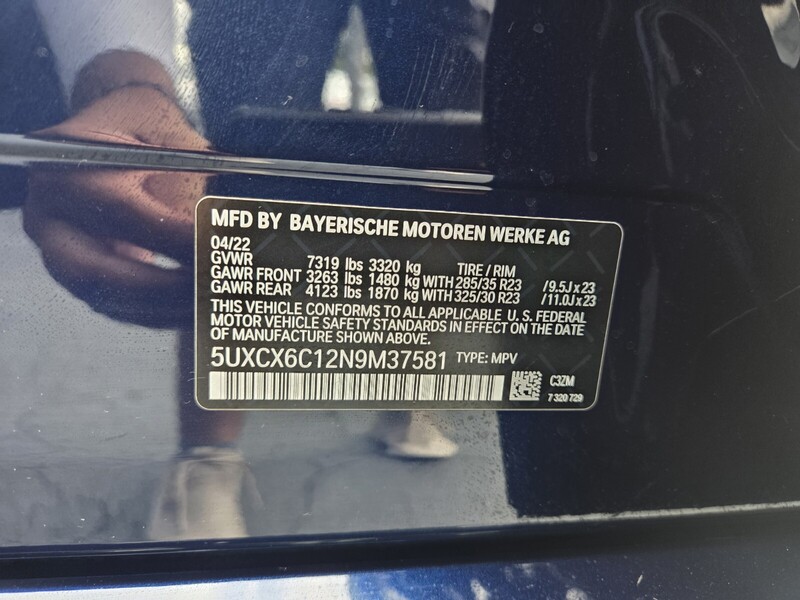 MFD BY BAYERISCHE MOTOREN WERKE AG
04/22
GVWR 7319 lbs 3320 kg TIRE / RIM
GAWR FRONT 3263 lbs 1480 kg WITH 285/35 R23 /9.5J x 23
GAWR REAR 4123 lbs 1870 kg WITH 325/30 R23 /11.0J x 23
THIS VEHICLE CONFORMS TO ALL APPLICABLE U. S. FEDERAL
MOTOR VEHICLE SAFETY STANDARDS IN EFFECT ON THE DATE
OF MANUFACTURE SHOWN ABOVE.
5UXCX6C12N9M37581 TYPE: MPV
C3ZM
7 320 729